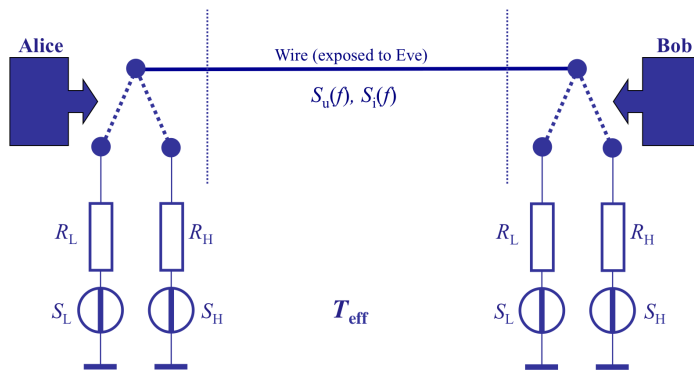 Alice
Bob
Wire (exposed to Eve)
Su(f), Si(f)
RL
RH
RL
RH
SL
SH
Teff
SL
SH